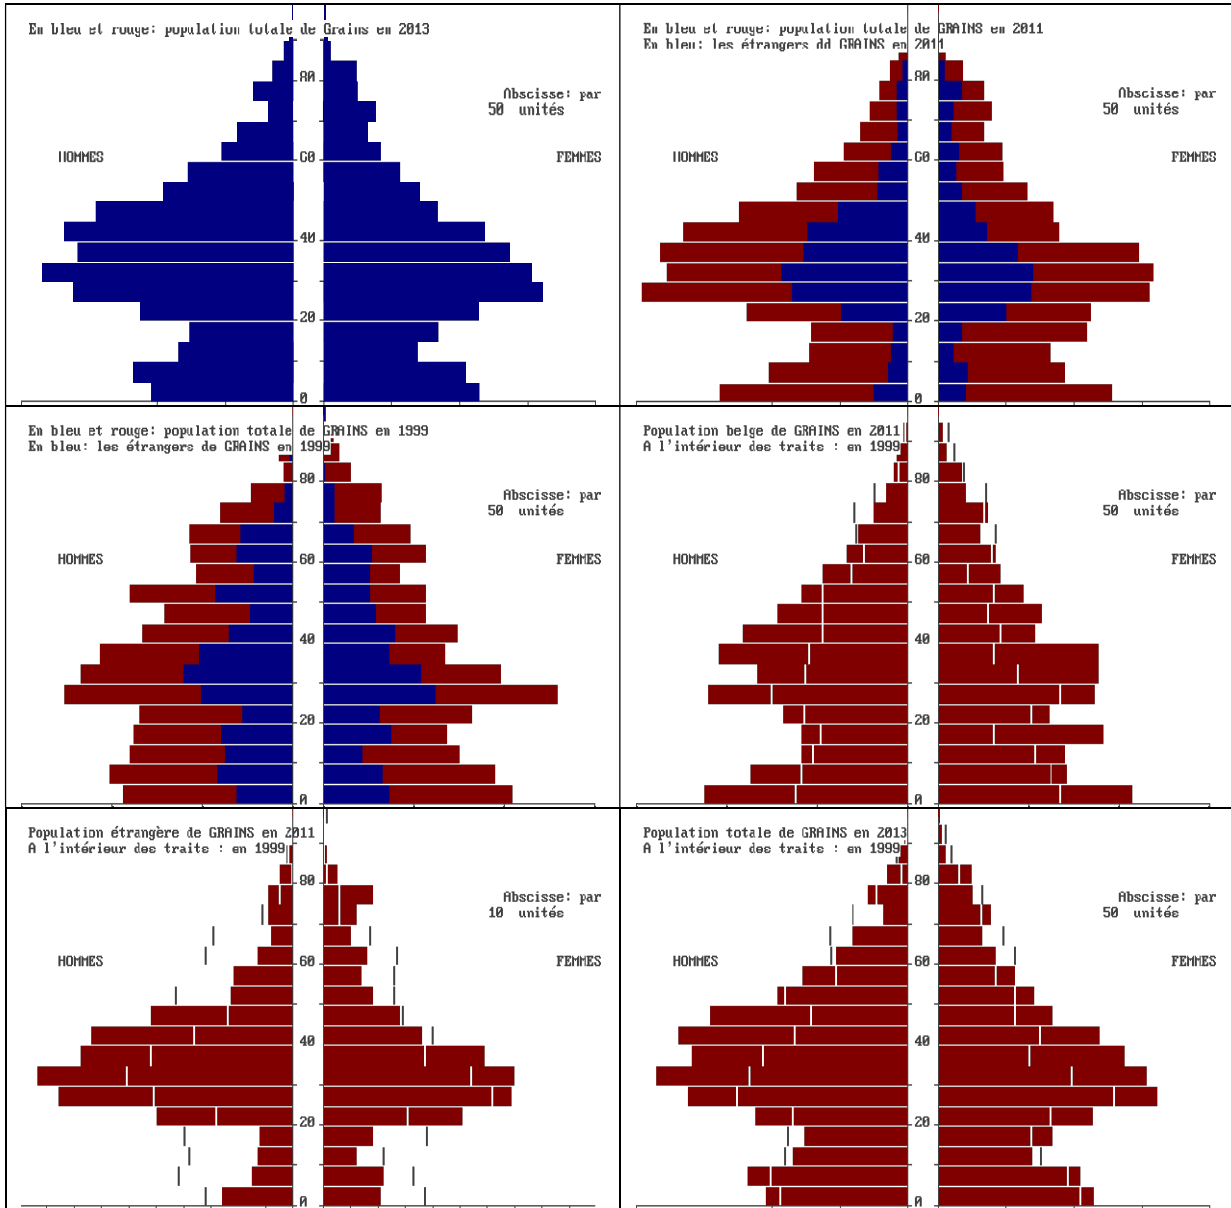 En bleu et rouge: population totale de Grains en 2013
80
Abscisse: par
50 unités
HOMMES
60
FEMMES
40
20
0
En bleu et rouge: population totale de GRAINS en 2011
En bleu: les étrangers dd GRAINS en 2011
80
Abscisse: par
50 unités
HOMMES
60
FEMMES
40
20
0
En bleu et rouge: population totale de GRAINS en 1999
En bleu: les étrangers de GRAINS en 1999
80
Abscisse: par
50 unités
HOMMES
60
FEMMES
40
20
0
Population belge de GRAINS en 2011
A l'intérieur des traits : en 1999
80
Abscisse: par
50 unités
HOMMES
60
FEMMES
40
20
0
Population étrangère de GRAINS en 2011
A l'intérieur des traits : en 1999
80
Abscisse: par
10 unités
HOMMES
60
FEMMES
40
20
0
Population totale de GRAINS en 2013
A l'intérieur des traits : en 1999
80
Abscisse: par
50 unités
HOMMES
60
FEMMES
40
20
0